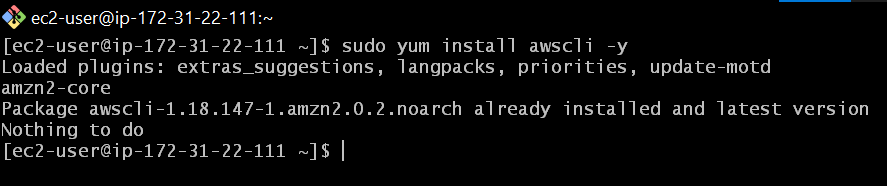 ec2-user@ip-172-31-22-111:~
[ec2-user@ip-172-31-22-111 ~]$ sudo yum install awscli -y
Loaded plugins: extras_suggestions, langpacks, priorities, update-motd
amzn2-core
Package awscli-1.18.147-1.amzn2.0.2.noarch already installed and latest version
Nothing to do
[ec2-user@ip-172-31-22-111 ~]$